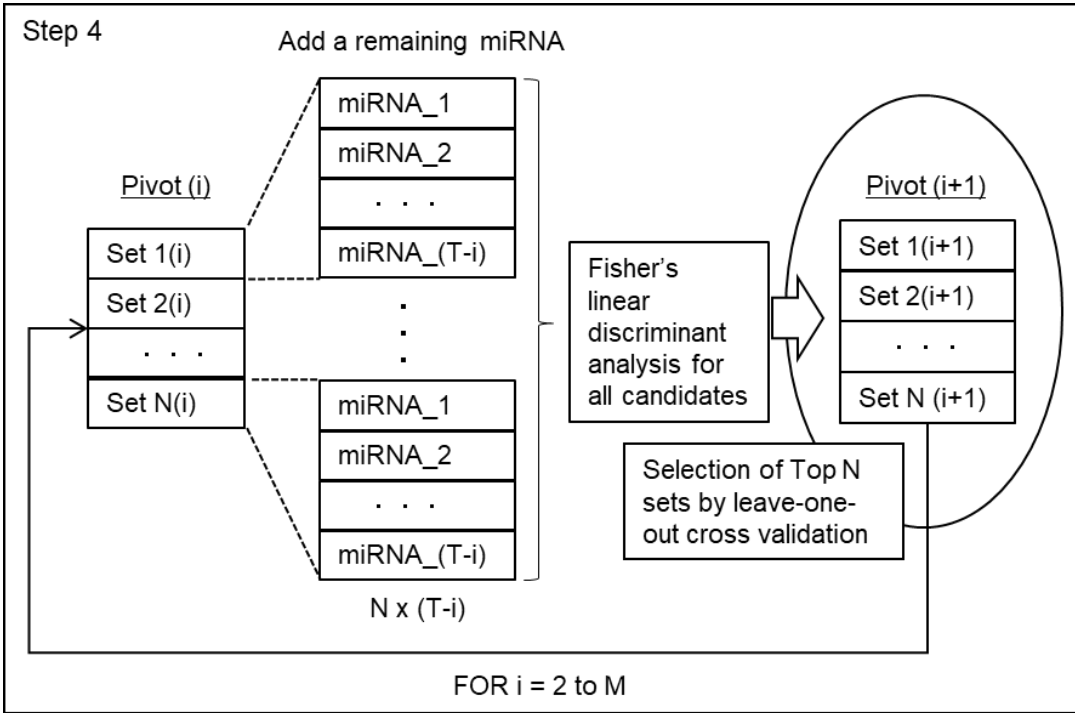 Step 4
Add a remaining miRNA
Pivot (i)
Set 1(i)
Set 2(i)
. . .
Set N(i)
miRNA_1
miRNA_2
. . .
miRNA_(T-i)
.
.
.
miRNA_1
miRNA_2
. . .
miRNA_(T-i)
N x (T-i)
Fisher's
linear
discriminant
analysis for
all candidates
Pivot (i+1)
Set 1(i+1)
Set 2(i+1)
. . .
Set N (i+1)
Selection of Top N
sets by leave-one-
out cross validation
FOR i = 2 to M